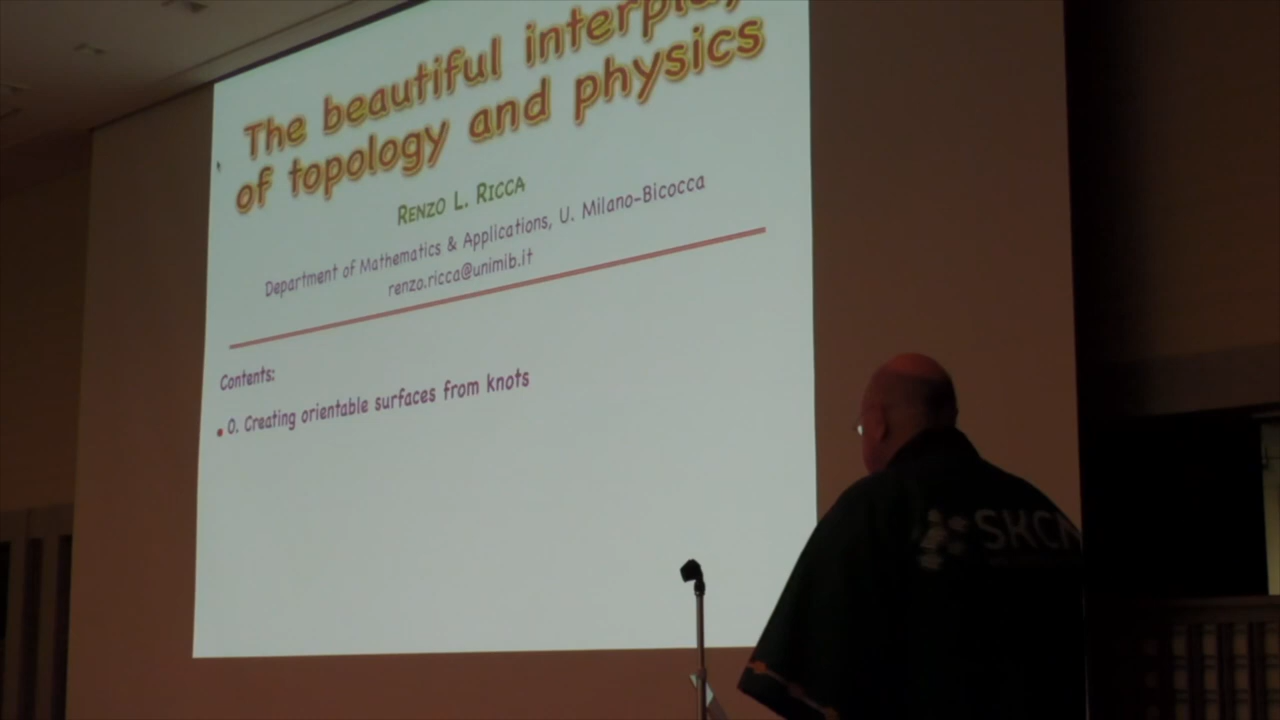 The beautiful interplay
of topology and physics
RENZO L. RICCA
Department of Mathematics & Applications, U. Milano-Bicocca
renzo.ricca@unimib.it
Contents:
• 0. Creating orientable surfaces from knots